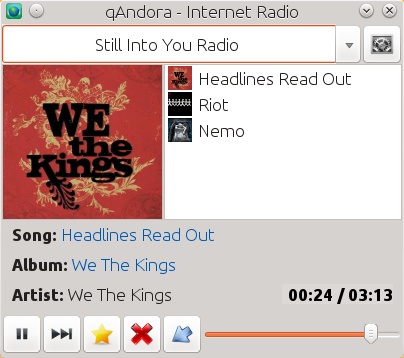 qAndora - Internet Radio
Still Into You Radio
WE
the
Kings
Headlines Read Out
Riot
Nemo
Song: Headlines Read Out
Album: We The Kings
Artist: We The Kings
00:24 / 03:13